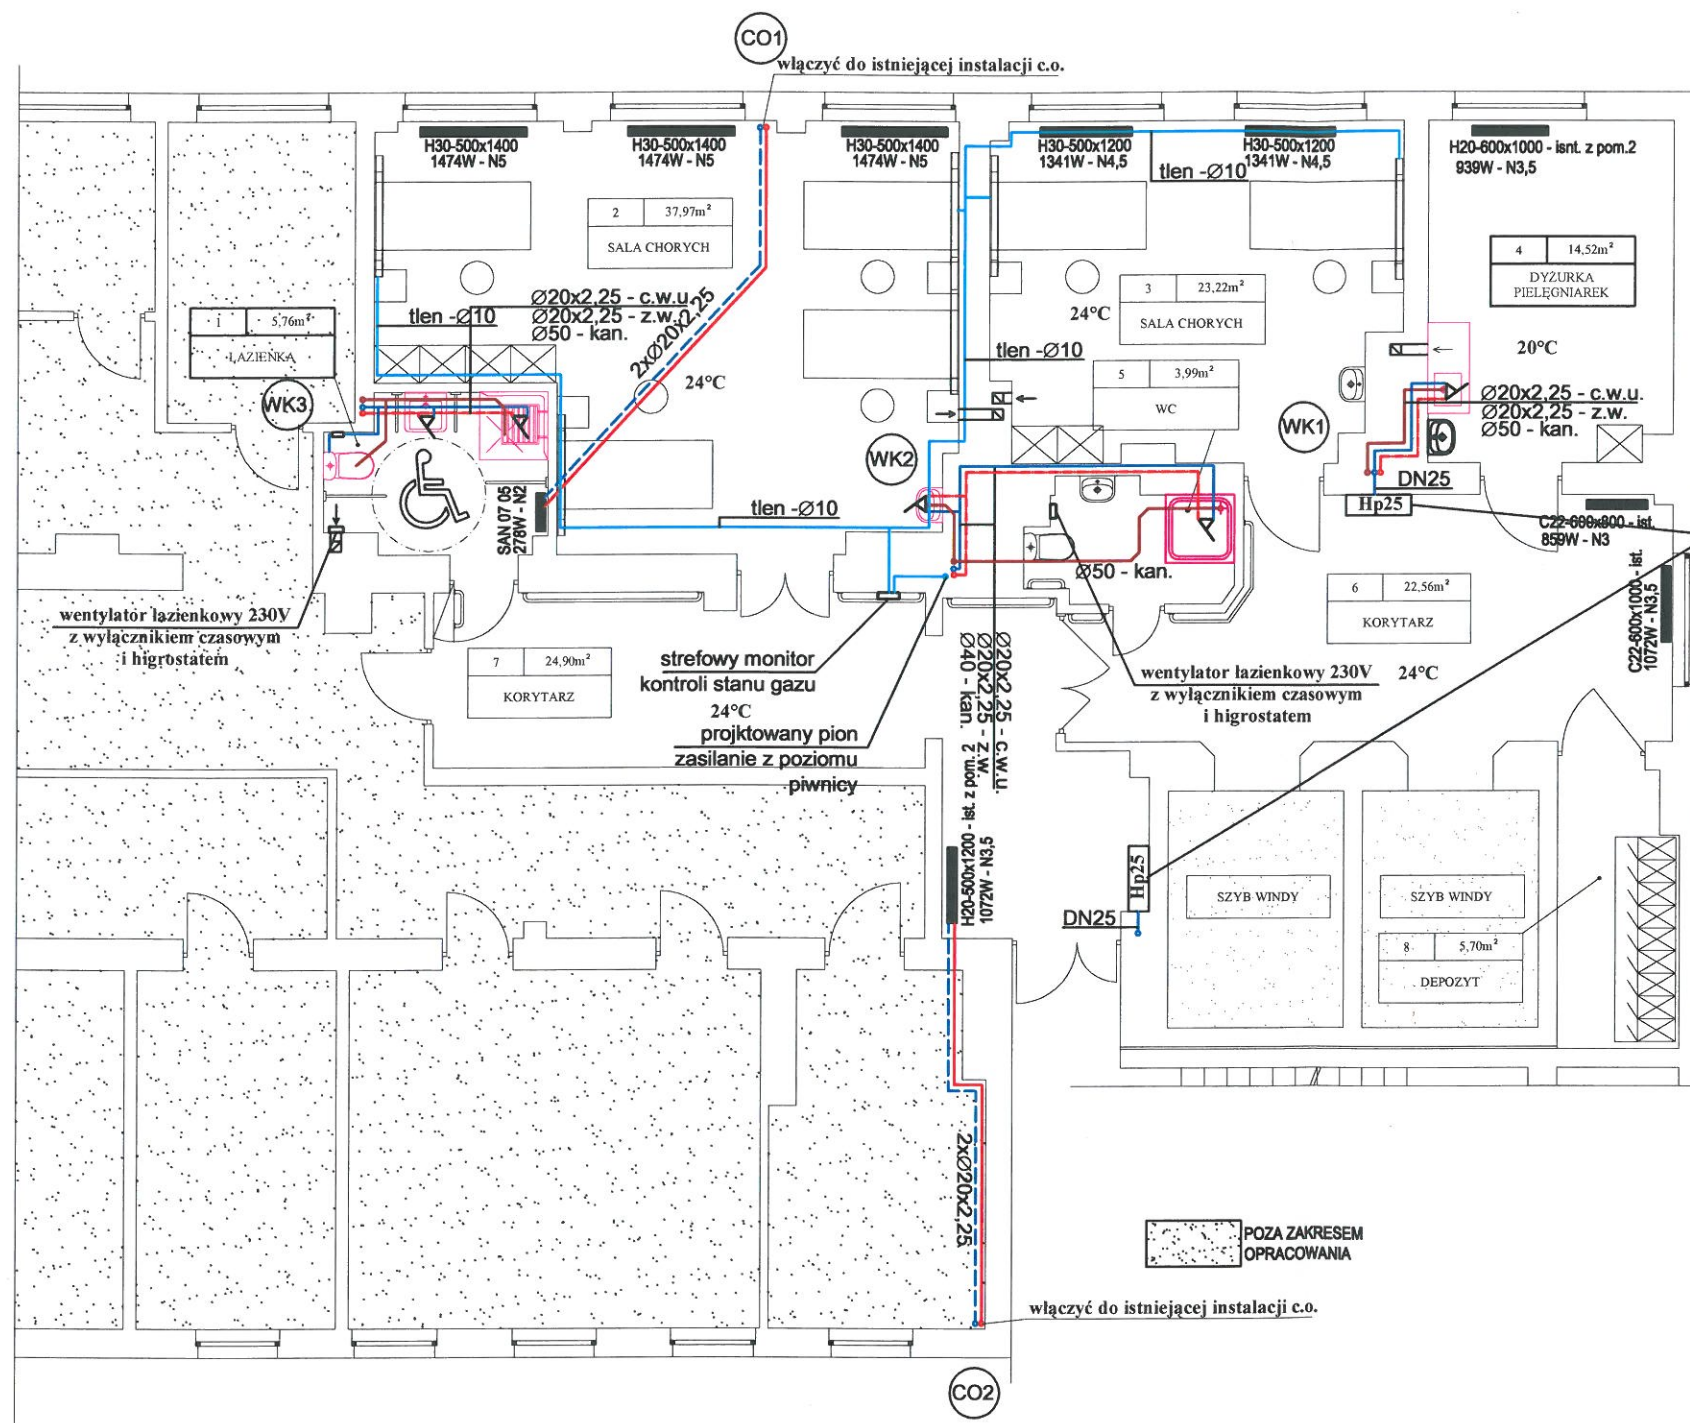 CO1
włączyć do istniejącej instalacji c.o.
H30-500x1400
1474W - N5
H30-500x1400
1474W - N5
H30-500x1400
1474W - N5
H30-500x1200
1341W - N4,5
H30-500x1200
1341W - N4,5
H20-600x1000 - isnt. z pom.2
939W - N3,5
tlen -Ø10
2 37,97m²
SALA CHORYCH
4 14,52m²
DYŻURKA
PIELĘGNIAREK
3 23,22m²
SALA CHORYCH
24°C
Ø20x2,25 - c.w.u.
Ø20x2,25 - z.w.
Ø50 - kan.
tlen -Ø10
2xØ20x2,25
1 5,76m²
ŁAZIENKA
24°C
tlen -Ø10
5 3,99m²
WC
20°C
Ø20x2,25 - c.w.u.
Ø20x2,25 - z.w.
Ø50 - kan.
WK3
WK2
WK1
DN25
Hp25
SAN 07 05
278W - N2
tlen -Ø10
C22-600x800 - ist.
859W - N3
Ø50 - kan.
C22-600x1000 - ist.
1072W - N3,5
6 22,56m²
KORYTARZ
24°C
wentylator łazienkowy 230V
z wyłącznikiem czasowym
i higrostatem
7 24,90m²
KORYTARZ
24°C
strefowy monitor
kontroli stanu gazu
projktowany pion
zasilanie z poziomu
piwnicy
Ø20x2,25 - c.w.u.
Ø20x2,25 - z.w.
Ø40 - kan.
wentylator łazienkowy 230V
z wyłącznikiem czasowym
i higrostatem
H20-500x1200 - ist. z pom. 2
1072W - N3,5
Hp25
DN25
SZYB WINDY
SZYB WINDY
8 5,70m²
DEPOZYT
2xØ20x2,25
POZA ZAKRESEM
OPRACOWANIA
włączyć do istniejącej instalacji c.o.
CO2